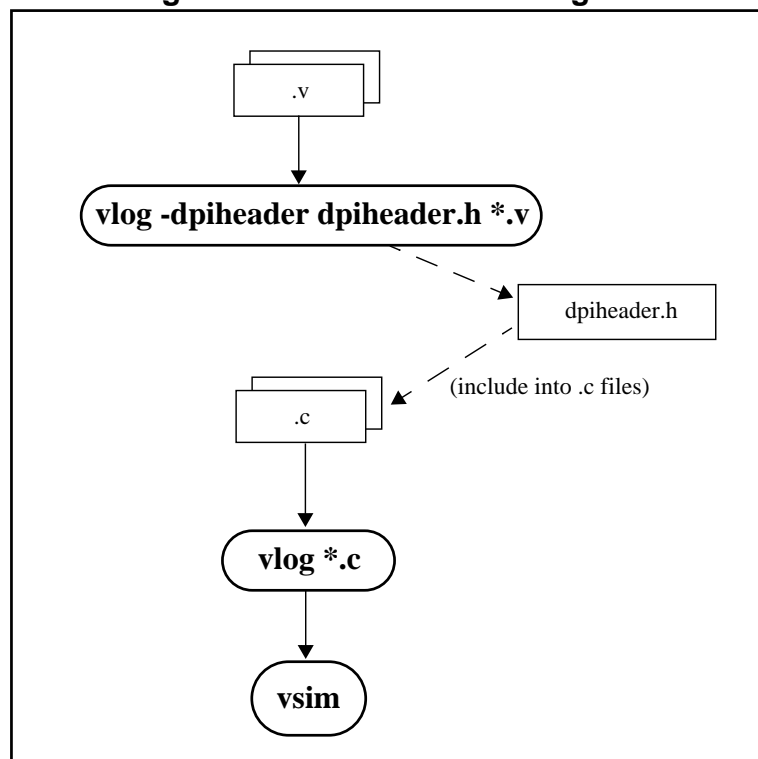 .v
vlog -dpiheader dpiheader.h *.v
dpiheader.h
(include into .c files)
.c
vlog *.c
vsim